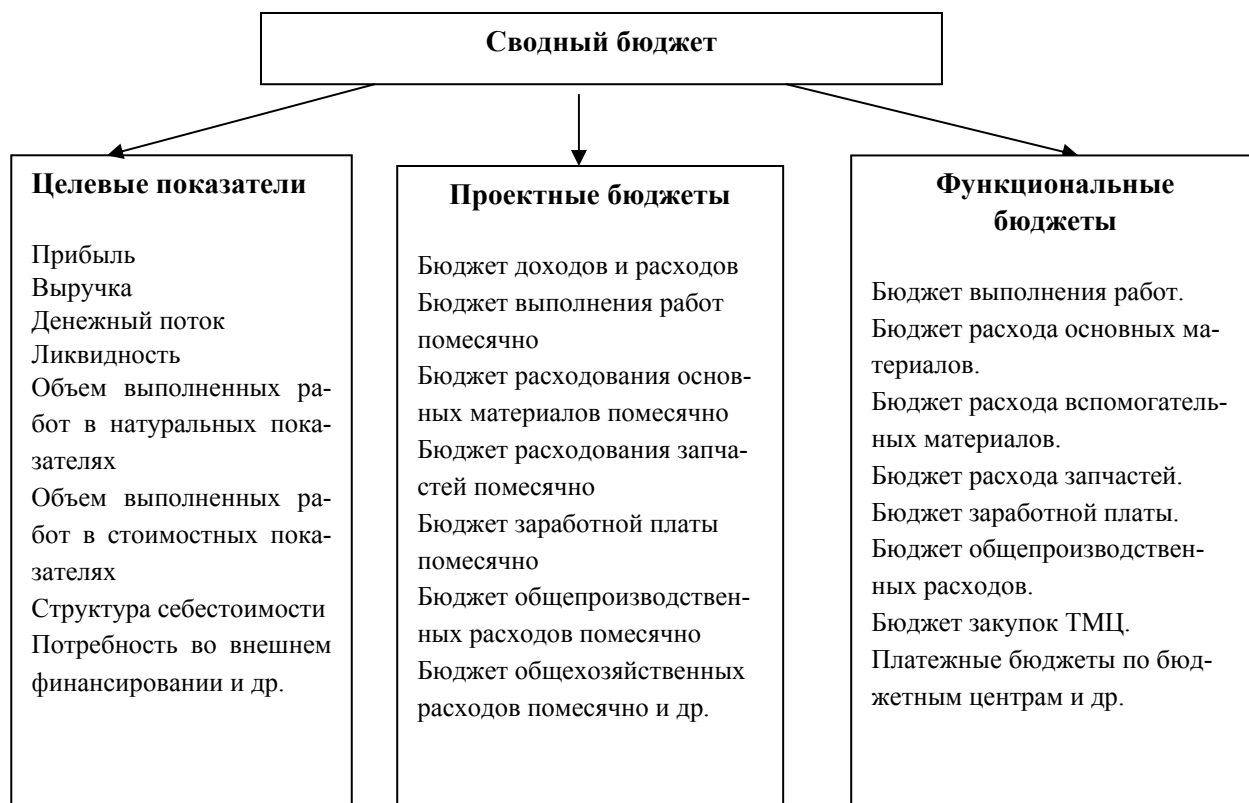 Сводный бюджет
Целевые показатели
Прибыль
Выручка
Денежный поток
Ликвидность
Объем выполненных ра-
бот в натуральных пока-
зателях
Объем выполненных ра-
бот в стоимостных пока-
зателях
Структура себестоимости
Потребность во внешнем
финансировании и др.
Проектные бюджеты
Бюджет доходов и расходов
Бюджет выполнения работ
помесячно
Бюджет расходования основ-
ных материалов помесячно
Бюджет расходования запча-
стей помесячно
Бюджет заработной платы
помесячно
Бюджет общепроизводствен-
ных расходов помесячно
Бюджет общехозяйственных
расходов помесячно и др.
Функциональные
бюджеты
Бюджет выполнения работ.
Бюджет расхода основных ма-
териалов.
Бюджет расхода вспомогатель-
ных материалов.
Бюджет расхода запчастей.
Бюджет заработной платы.
Бюджет общепроизводствен-
ных расходов.
Бюджет закупок ТМЦ.
Платежные бюджеты по бюд-
жетным центрам и др.